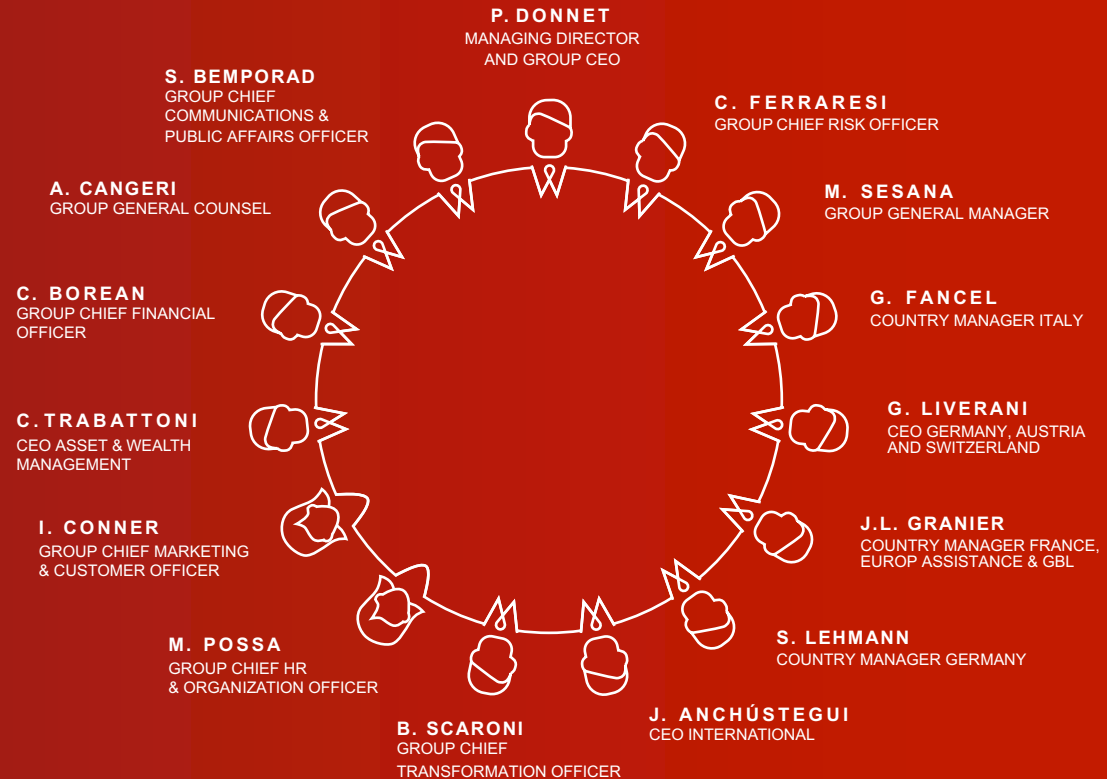 P. DONNET
MANAGING DIRECTOR
AND GROUP CEO
S. BEMPORAD
GROUP CHIEF
COMMUNICATIONS &
PUBLIC AFFAIRS OFFICER
C. FERRARESI
GROUP CHIEF RISK OFFICER
A. CANGERI
GROUP GENERAL COUNSEL
M. SESANA
GROUP GENERAL MANAGER
C. BOREAN
GROUP CHIEF FINANCIAL
OFFICER
G. FANCEL
COUNTRY MANAGER ITALY
C. TRABATTONI
CEO ASSET & WEALTH
MANAGEMENT
G. LIVERANI
CEO GERMANY, AUSTRIA
AND SWITZERLAND
I. CONNER
GROUP CHIEF MARKETING
& CUSTOMER OFFICER
J.L. GRANIER
COUNTRY MANAGER FRANCE,
EUROP ASSISTANCE & GBL
M. POSSA
GROUP CHIEF HR
& ORGANIZATION OFFICER
S. LEHMANN
COUNTRY MANAGER GERMANY
B. SCARONI
GROUP CHIEF
TRANSFORMATION OFFICER
J. ANCHÚSTEGUI
CEO INTERNATIONAL